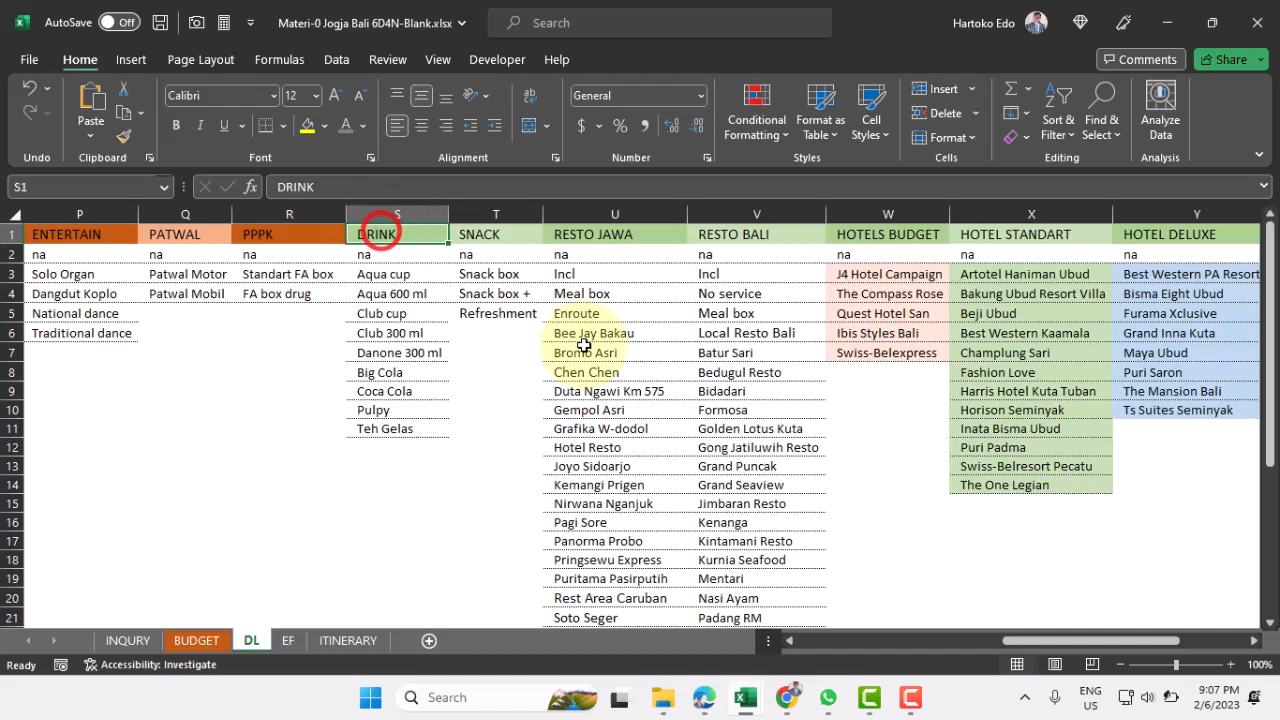 AutoSave Off Materi-0 Jogja Bali 6D4N-Blank.xlsx Search Hartoko Edo
File Home Insert Page Layout Formulas Data Review View Developer Help Comments Share
Calibri 12 General Insert
Paste B I U A $ % Conditional Formatting Format as Table Cell Styles Delete Format Sort & Filter Find & Select Analyze Data
Undo Clipboard Font Alignment Number Styles Cells Editing Analysis
S1 fx DRINK
P Q R S T U V W X Y
1 ENTERTAIN PATWAL PPPK DRINK SNACK RESTO JAWA RESTO BALI HOTELS BUDGET HOTEL STANDART HOTEL DELUXE
2 na na na na na na na na na na
3 Solo Organ Patwal Motor Standart FA box Aqua cup Snack box Incl Incl J4 Hotel Campaign Artotel Haniman Ubud Best Western PA Resort
4 Dangdut Koplo Patwal Mobil FA box drug Aqua 600 ml Snack box + Meal box No service The Compass Rose Bakung Ubud Resort Villa Bisma Eight Ubud
5 National dance Club cup Refreshment Enroute Meal box Quest Hotel San Beji Ubud Furama Xclusive
6 Traditional dance Club 300 ml Bee Jay Bakau Local Resto Bali Ibis Styles Bali Best Western Kaamala Grand Inna Kuta
7 Danone 300 ml Bromo Asri Batur Sari Swiss-Belexpress Champlung Sari Maya Ubud
8 Big Cola Chen Chen Bedugul Resto Fashion Love Puri Saron
9 Coca Cola Duta Ngawi Km 575 Bidadari Harris Hotel Kuta Tuban The Mansion Bali
10 Pulpy Gempol Asri Formosa Horison Seminyak Ts Suites Seminyak
11 Teh Gelas Grafika W-dodol Golden Lotus Kuta Inata Bisma Ubud
12 Hotel Resto Gong Jatiluwih Resto Puri Padma
13 Joyo Sidoarjo Grand Puncak Swiss-Belresort Pecatu
14 Kemangi Prigen Grand Seaview The One Legian
15 Nirwana Nganjuk Jimbaran Resto
16 Pagi Sore Kenanga
17 Panorma Probo Kintamani Resto
18 Pringsewu Express Kurnia Seafood
19 Puritama Pasirputih Mentari
20 Rest Area Caruban Nasi Ayam
21 Soto Seger Padang RM
INQURY BUDGET DL EF ITINERARY
Ready Accessibility: Investigate 100%
Search ENG US 9:07 PM 2/6/2023